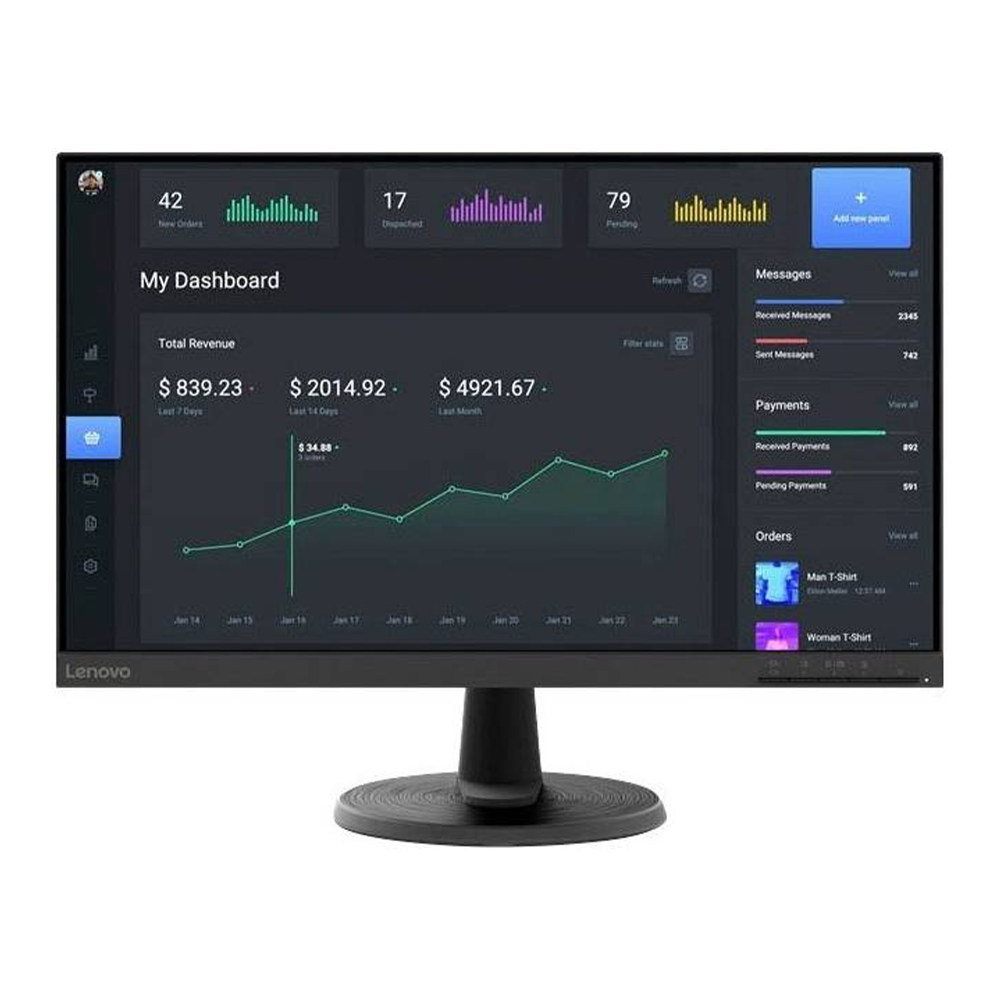 42
New Orders
17
Dispached
79
Pending
+
Add new panel
My Dashboard
Refresh
Messages
View all
Received Messages
2345
Sent Messages
742
Total Revenue
Filter stats
$ 839.23
Last 7 Days
$ 2014.92
Last 14 Days
$ 4921.67
Last Month
$ 34.88
3 orders
Payments
View all
Received Payments
892
Pending Payments
591
Orders
View all
Man T-Shirt
12:37 AM
Woman T-Shirt
Jan 14
Jan 15
Jan 16
Jan 17
Jan 18
Jan 19
Jan 20
Jan 21
Jan 22
Jan 23
Lenovo